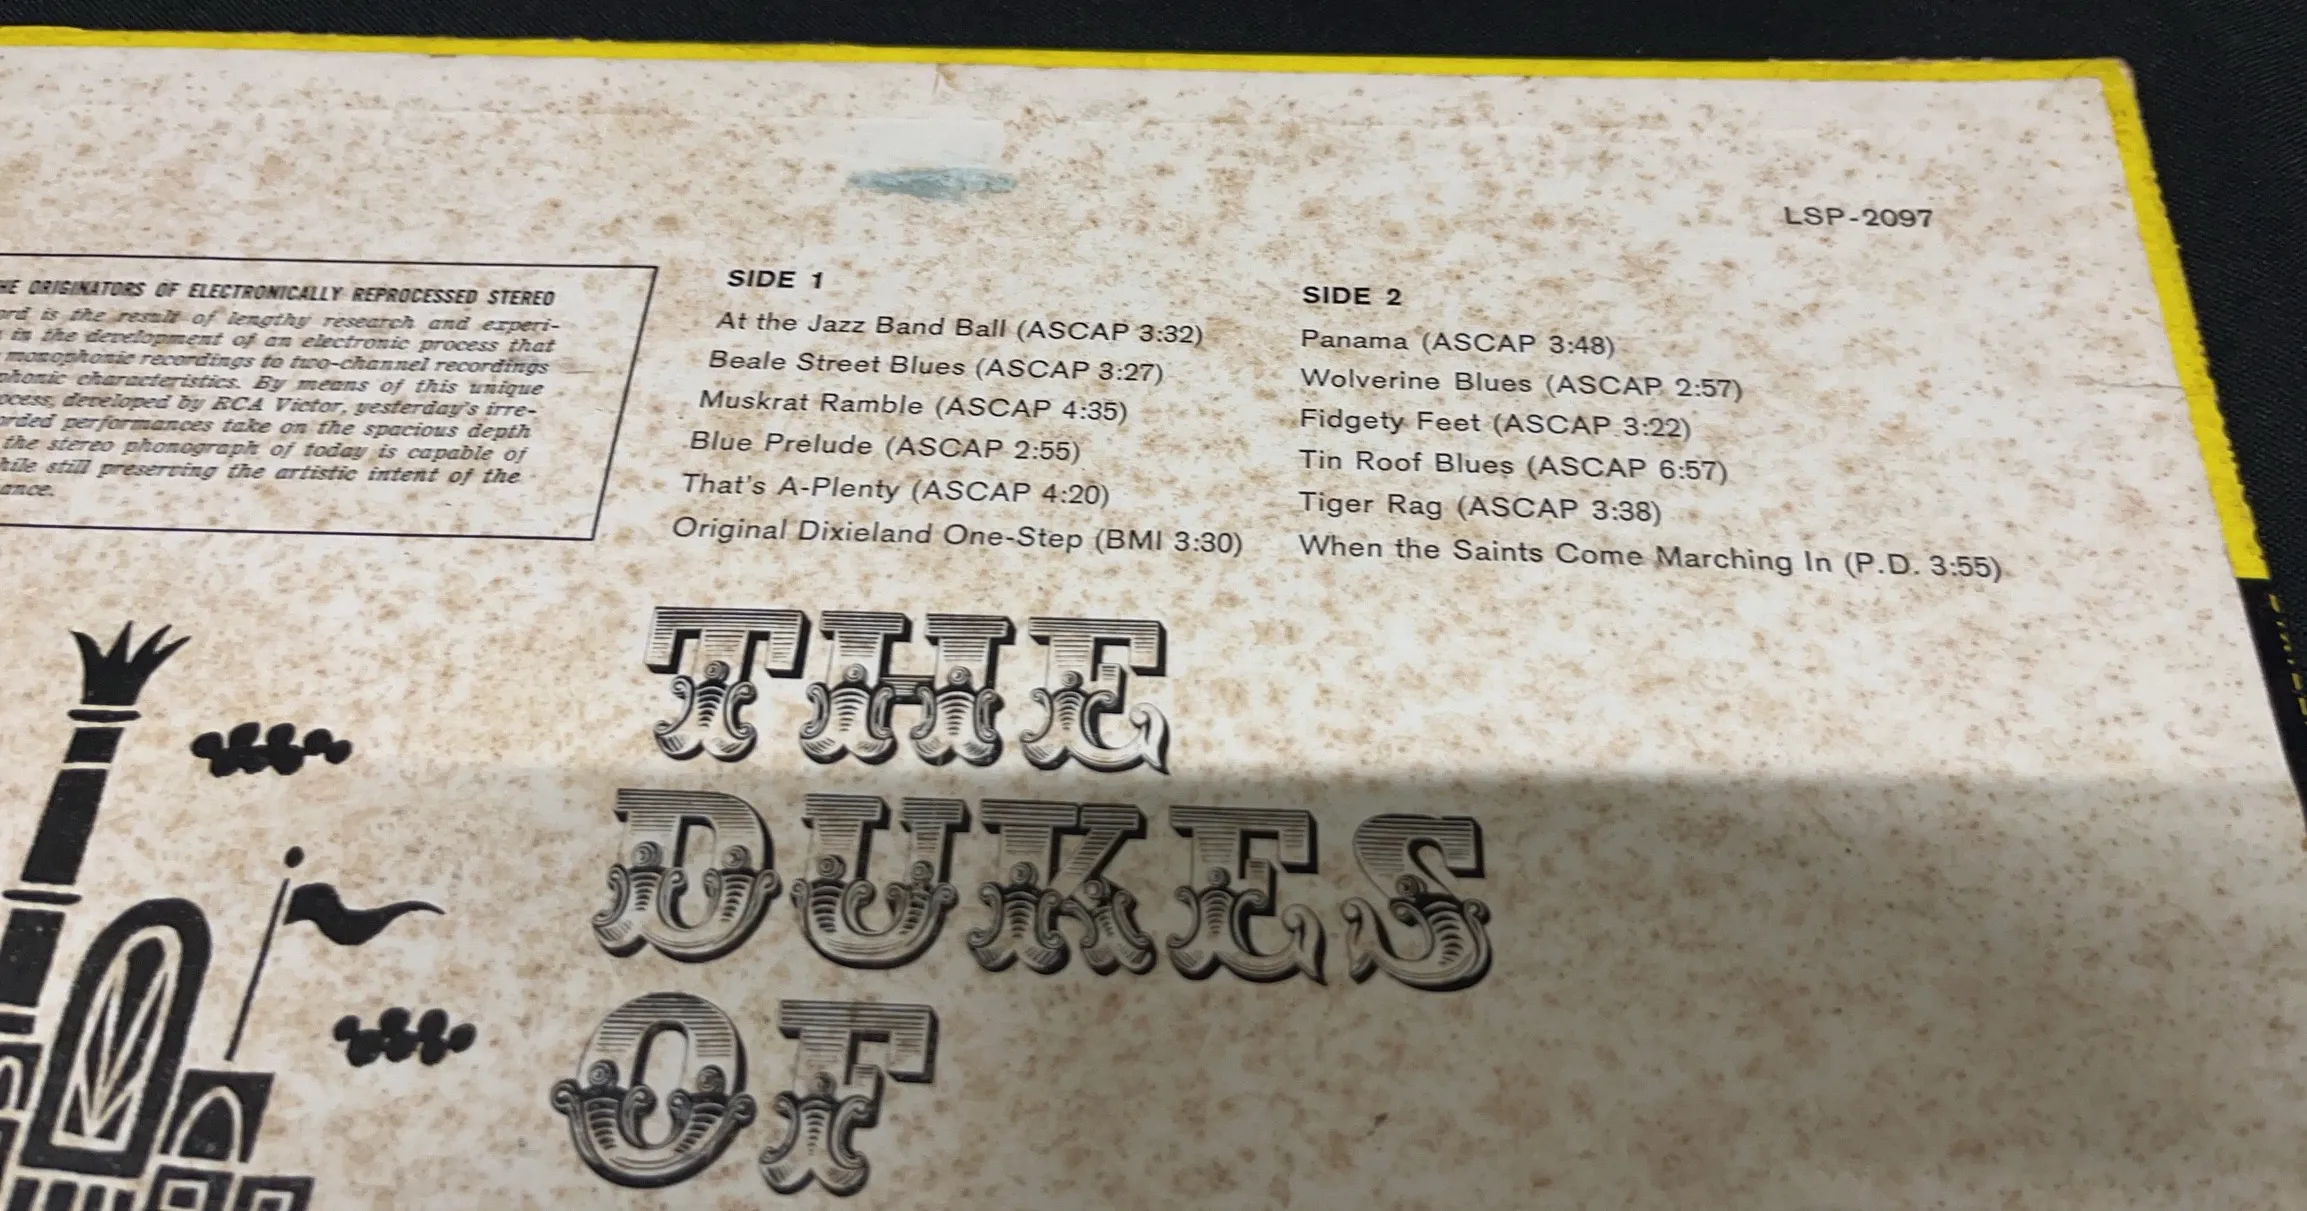 LSP-2097
HE ORIGINATORS OF ELECTRONICALLY REPROCESSED STEREO
ord is the result of lengthy research and experi-
in the development of an electronic process that
monophonic recordings to two-channel recordings
phonic characteristics. By means of this unique
ocess, developed by RCA Victor, yesterday's irre-
orded performances take on the spacious depth
the stereo phonograph of today is capable of
hile still preserving the artistic intent of the
ance.
SIDE 1
At the Jazz Band Ball (ASCAP 3:32)
Beale Street Blues (ASCAP 3:27)
Muskrat Ramble (ASCAP 4:35)
Blue Prelude (ASCAP 2:55)
That's A-Plenty (ASCAP 4:20)
Original Dixieland One-Step (BMI 3:30)
SIDE 2
Panama (ASCAP 3:48)
Wolverine Blues (ASCAP 2:57)
Fidgety Feet (ASCAP 3:22)
Tin Roof Blues (ASCAP 6:57)
Tiger Rag (ASCAP 3:38)
When the Saints Come Marching In (P.D. 3:55)
THE
DUKES
OF